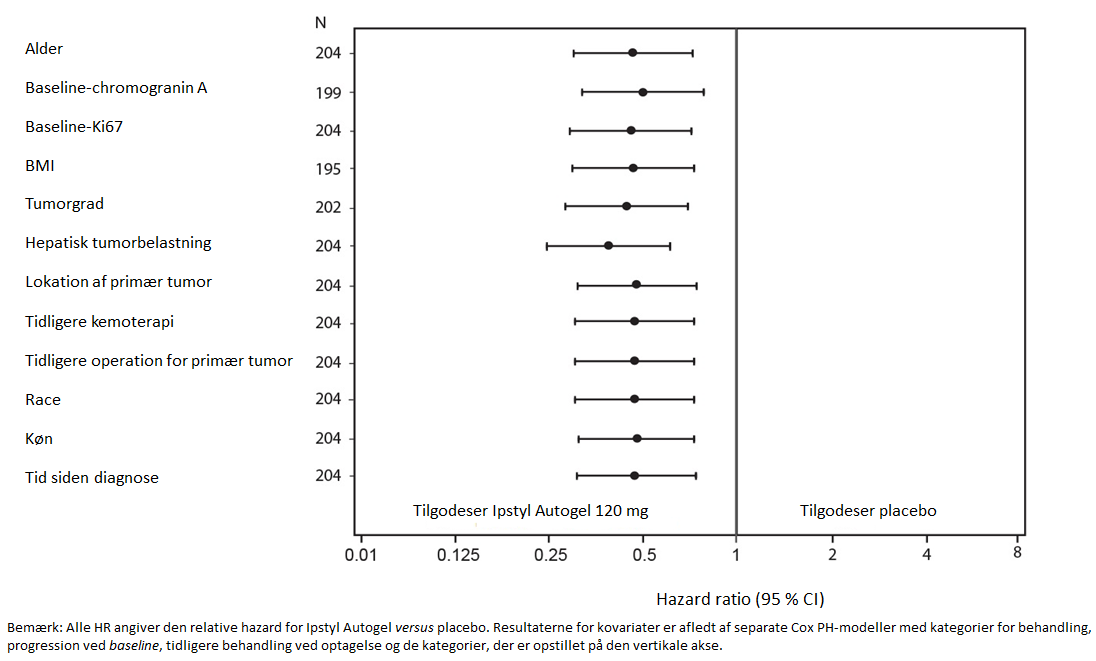 N
Alder 204
Baseline-chromogranin A 199
Baseline-Ki67 204
BMI 195
Tumorgrad 202
Hepatisk tumorbelastning 204
Lokation af primær tumor 204
Tidligere kemoterapi 204
Tidligere operation for primær tumor 204
Race 204
Køn 204
Tid siden diagnose 204
Tilgodeser Ipstyl Autogel 120 mg Tilgodeser placebo
0.01 0.125 0.25 0.5 1 2 4 8
Hazard ratio (95 % CI)
Bemærk: Alle HR angiver den relative hazard for Ipstyl Autogel versus placebo. Resultaterne for kovariater er afledt af separate Cox PH-modeller med kategorier for behandling,
progression ved baseline, tidligere behandling ved optagelse og de kategorier, der er opstillet på den vertikale akse.